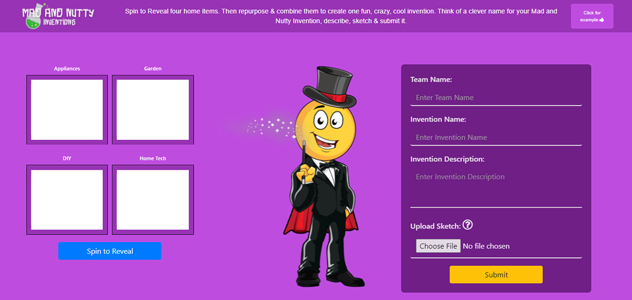 MAD AND NUTTY
INVENTIONS
Spin to Reveal four home items. Then repurpose & combine them to create one fun, crazy, cool invention. Think of a clever name for your Mad and
Nutty Invention, describe, sketch & submit it.
Click for
example
Appliances
Garden
DIY
Home Tech
Spin to Reveal
Team Name:
Enter Team Name
Invention Name:
Enter Invention Name
Invention Description:
Enter Invention Description
Upload Sketch: ?
Choose File No file chosen
Submit